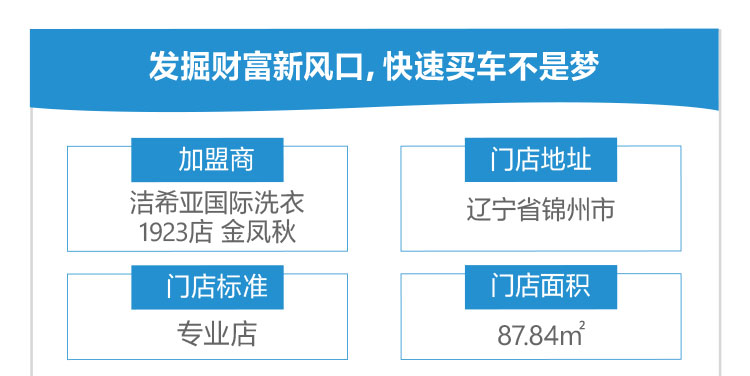 发掘财富新风口, 快速买车不是梦
加盟商
洁希亚国际洗衣
1923店 金凤秋
门店地址
辽宁省锦州市
门店标准
专业店
门店面积
87.84㎡